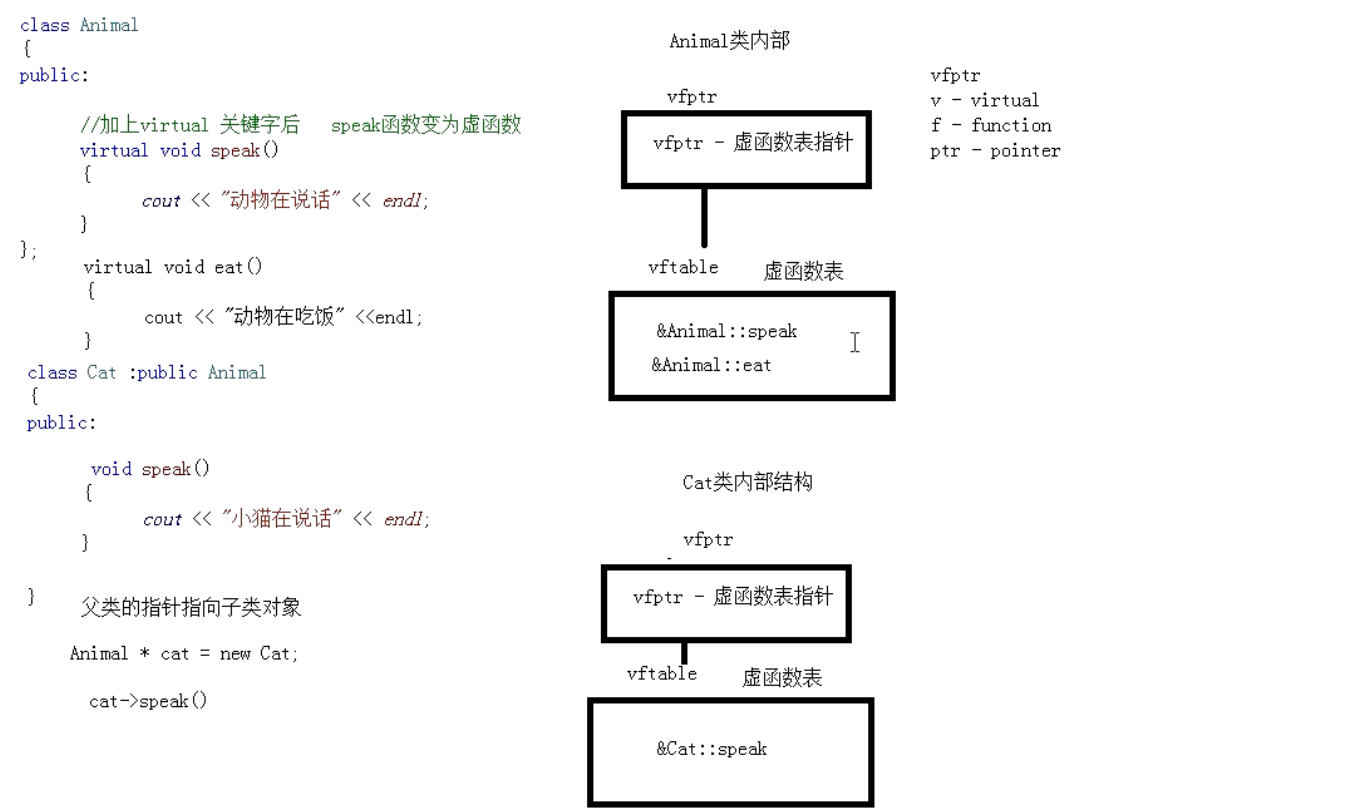 class Animal
{
public:
//加上virtual 关键字后 speak函数变为虚函数
virtual void speak()
{
cout << "动物在说话" << endl;
}
};
virtual void eat()
{
cout << "动物在吃饭" <<endl;
}
class Cat :public Animal
{
public:
void speak()
{
cout << "小猫在说话" << endl;
}
}
父类的指针指向子类对象
Animal * cat = new Cat;
cat->speak()
Animal类内部
vfptr
vfptr - 虚函数表指针
vftable 虚函数表
&Animal::speak
&Animal::eat
Cat类内部结构
vfptr
vfptr - 虚函数表指针
vftable 虚函数表
&Cat::speak
vfptr
v - virtual
f - function
ptr - pointer